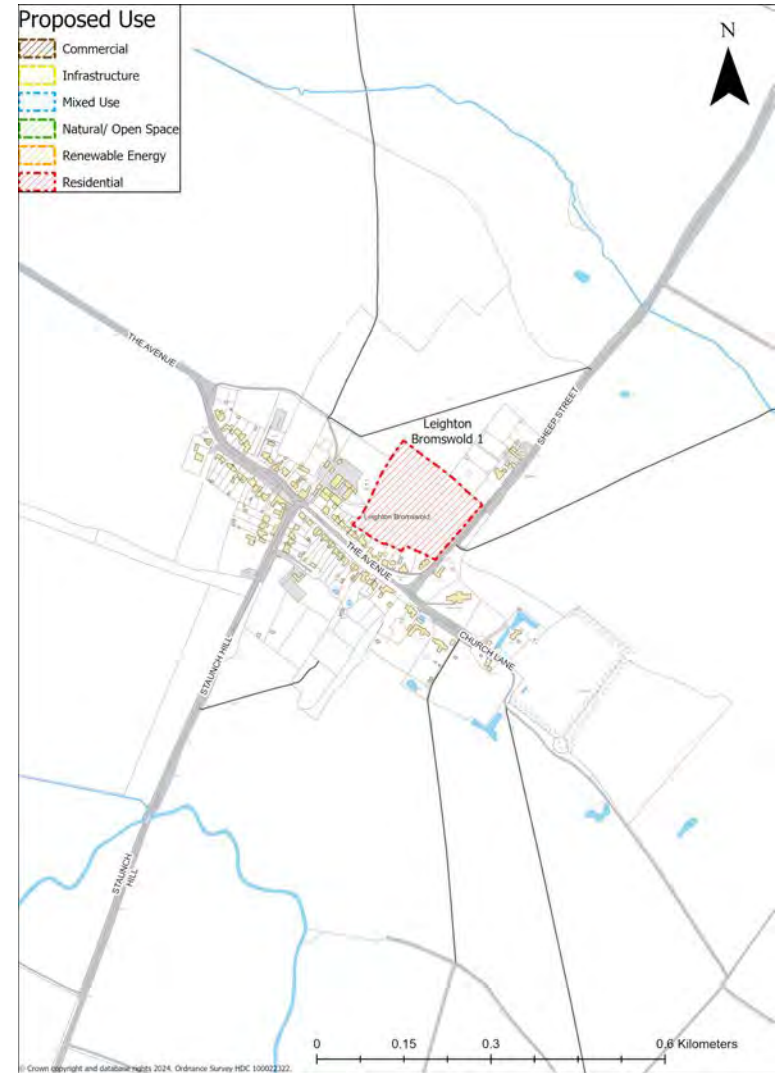 Proposed Use
Commercial
Infrastructure
Mixed Use
Natural/ Open Space
Renewable Energy
Residential
N
THE AVENUE
SHEEP STREET
Leighton
Bromswold 1
Leighton Bromswold
THE AVENUE
CHURCH LANE
STAUNCH HILL
STAUNCH
HILL
0 0.15 0.3 0.6 Kilometers
© Crown copyright and database rights 2024. Ordnance Survey HDC 100022322.